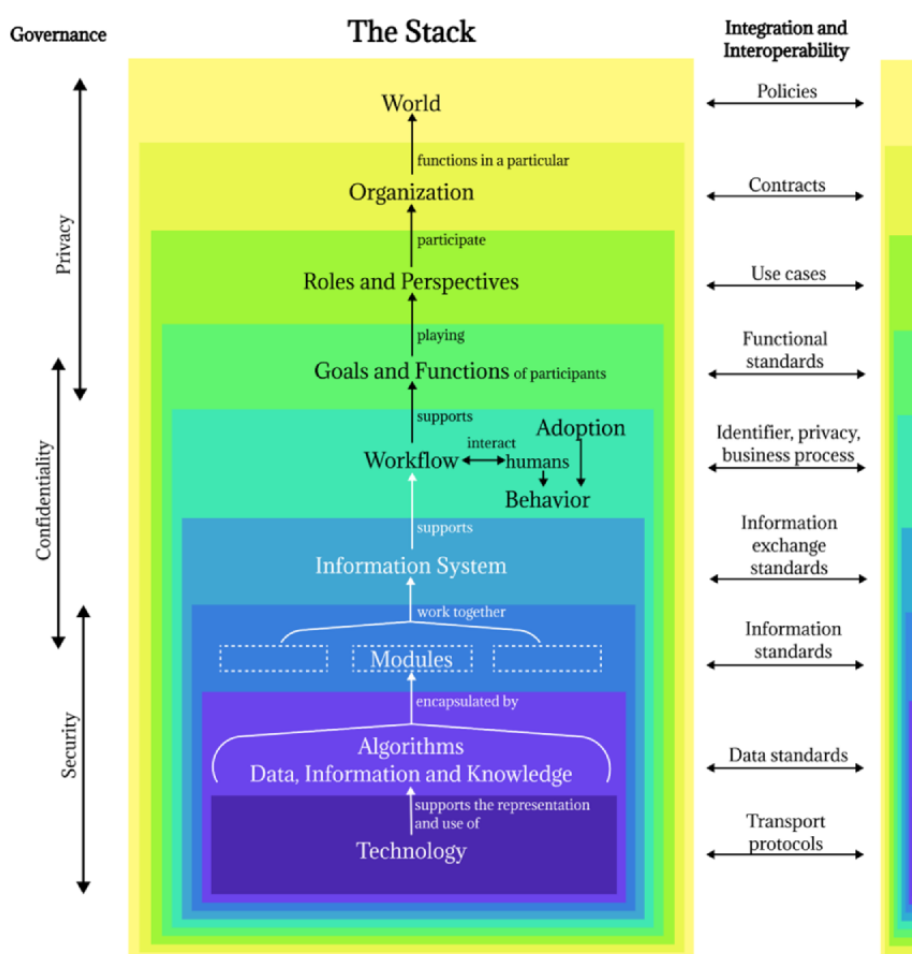 Governance
The Stack
Integration and
Interoperability
World
Policies
functions in a particular
Organization
Contracts
participate
Privacy
Roles and Perspectives
Use cases
playing
Functional
standards
Goals and Functions of participants
supports
Adoption
interact
Workflow
humans
Behavior
Identifier, privacy,
business process
Confidentiality
supports
Information
exchange
standards
Information System
work together
Information
standards
Modules
encapsulated by
Security
Algorithms
Data, Information and Knowledge
Data standards
supports the representation
and use of
Technology
Transport
protocols